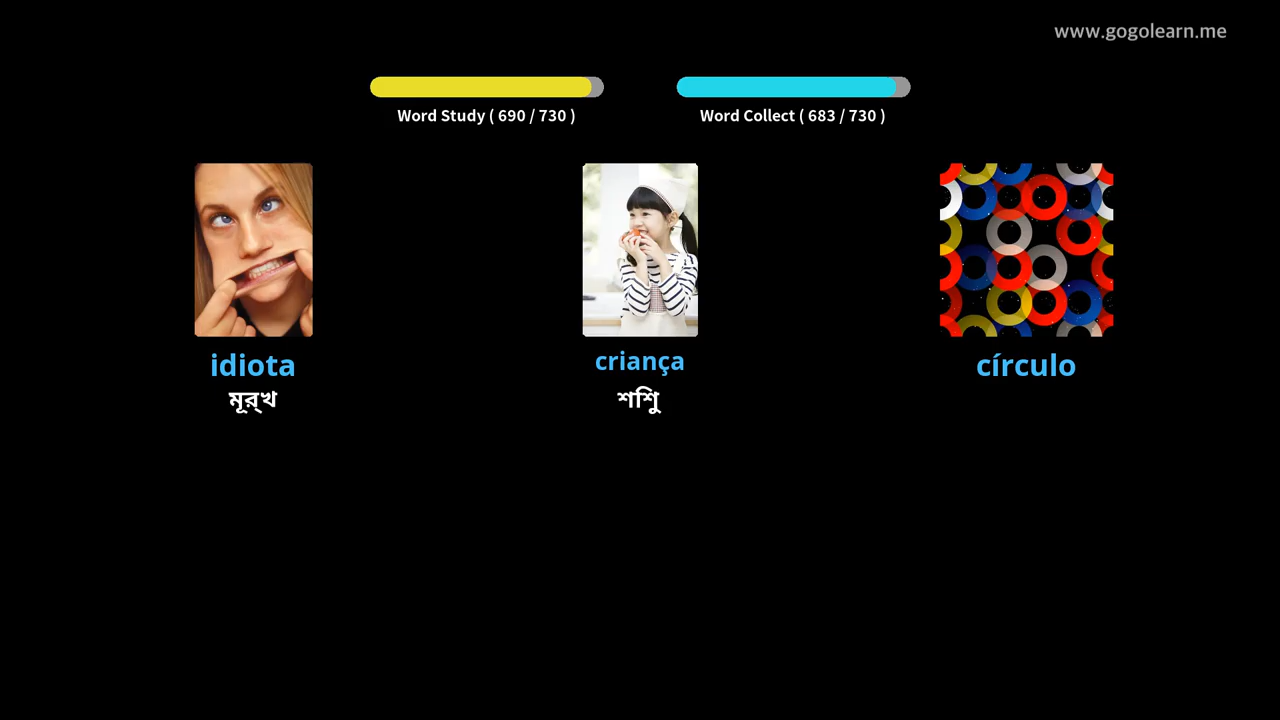 www.gogolearn.me
Word Study ( 690 / 730 )
Word Collect ( 683 / 730 )
idiota
criança
círculo
মূর্খ
শিশু